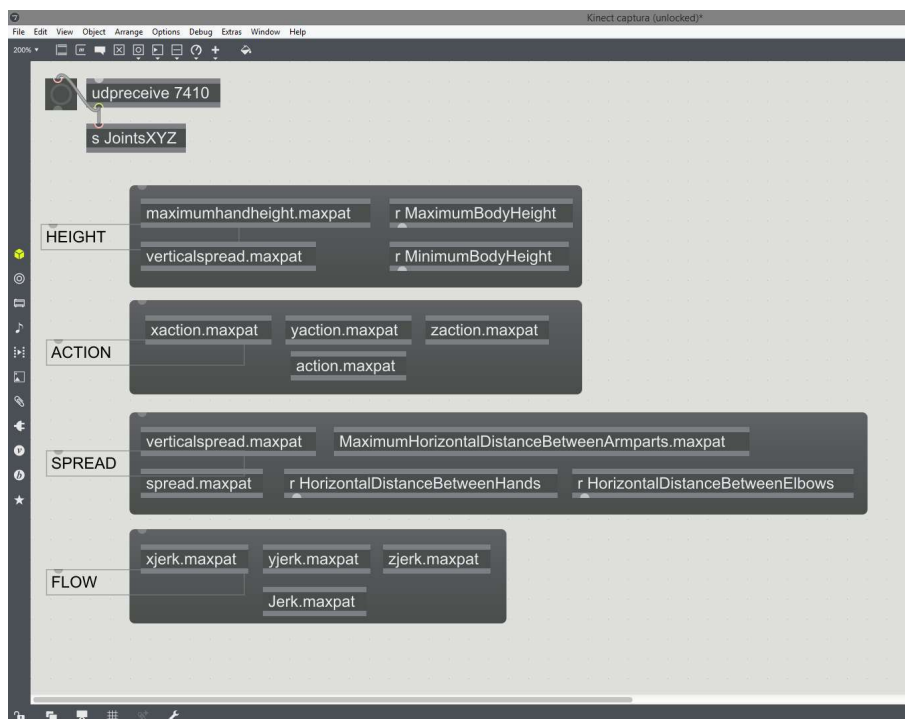 Kinect captura (unlocked)*
File Edit View Object Arrange Options Debug Extras Window Help
200%
udpreceive 7410
s JointsXYZ
HEIGHT
maximumhandheight.maxpat r MaximumBodyHeight
verticalspread.maxpat r MinimumBodyHeight
ACTION
xaction.maxpat yaction.maxpat zaction.maxpat
action.maxpat
SPREAD
verticalspread.maxpat MaximumHorizontalDistanceBetweenArmparts.maxpat
spread.maxpat r HorizontalDistanceBetweenHands r HorizontalDistanceBetweenElbows
FLOW
xjerk.maxpat yjerk.maxpat zjerk.maxpat
Jerk.maxpat